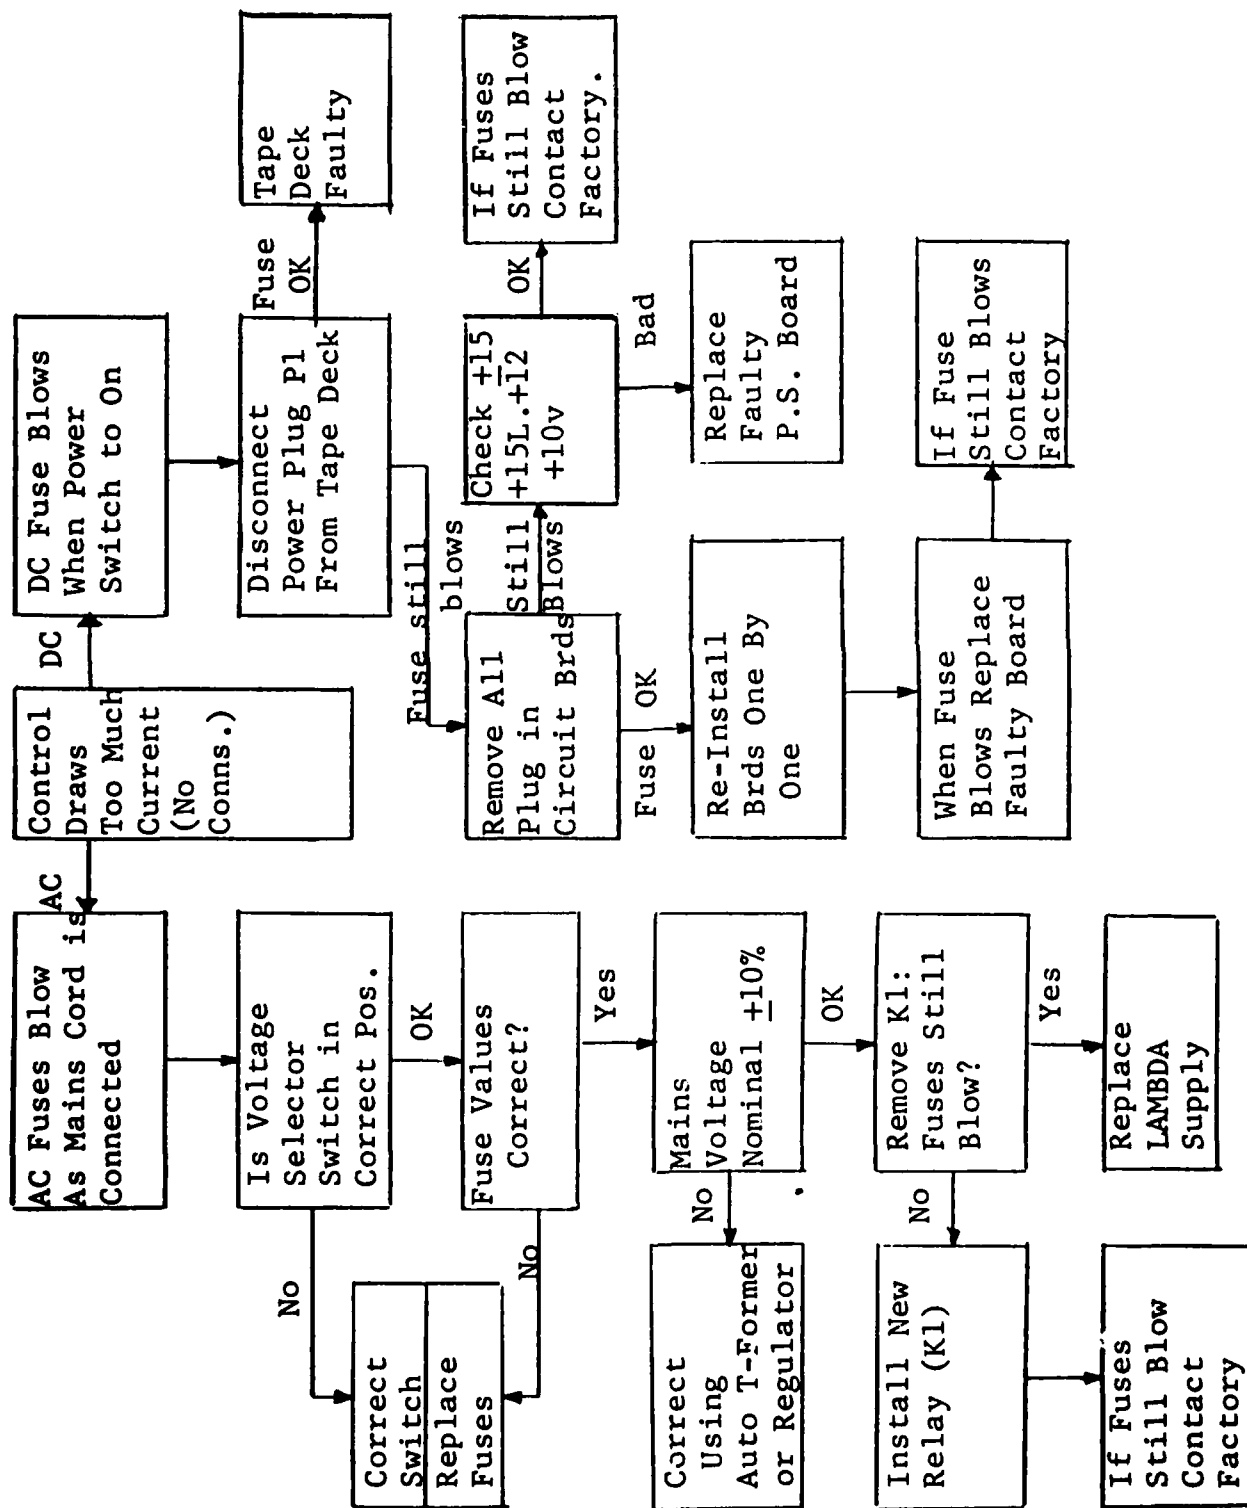 Control
Draws
Too Much
Current
(No
Conns.)
AC
DC
AC Fuses Blow
As Mains Cord is
Connected
Is Voltage
Selector
Switch in
Correct Pos.
No
OK
Correct
Switch
Replace
Fuses
Fuse Values
Correct?
No
Yes
Mains
Voltage
Nominal ±10%
No
OK
Correct
Using
Auto T-Former
or Regulator
Remove K1:
Fuses Still
Blow?
No
Yes
Install New
Relay (K1)
Replace
LAMBDA
Supply
If Fuses
Still Blow
Contact
Factory
DC Fuse Blows
When Power
Switch to On
Disconnect
Power Plug P1
From Tape Deck
Fuse
OK
Tape
Deck
Faulty
Fuse still
blows
Remove All
Plug in
Circuit Brds
Still
Blows
Fuse OK
Check +15
+15L.±12
+10v
OK
Bad
If Fuses
Still Blow
Contact
Factory.
Replace
Faulty
P.S. Board
Re-Install
Brds One By
One
When Fuse
Blows Replace
Faulty Board
If Fuse
Still Blows
Contact
Factory